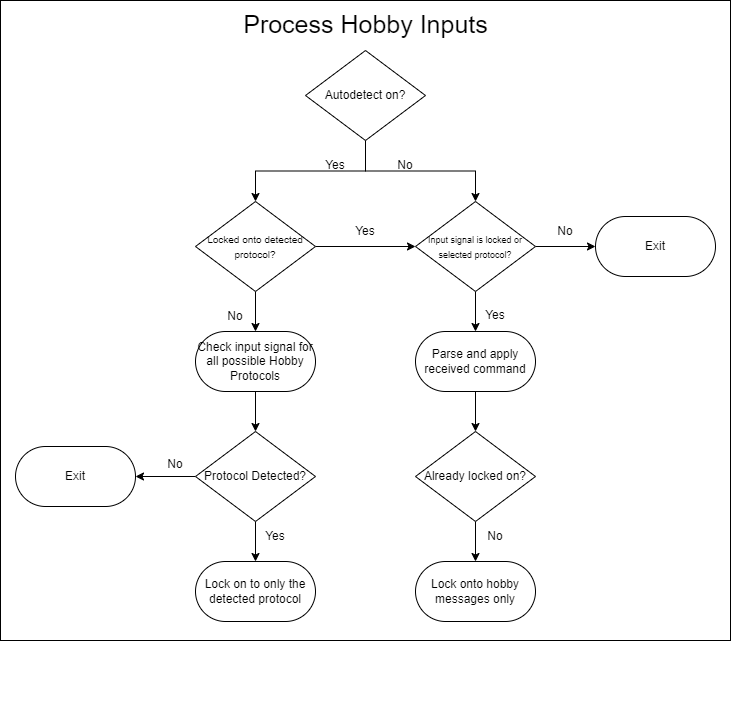 Process Hobby Inputs
Autodetect on?
Yes
No
Locked onto detected
protocol?
Yes
Input signal is locked or
selected protocol?
No
Exit
No
Yes
Check input signal for
all possible Hobby
Protocols
Parse and apply
received command
Exit
No
Protocol Detected?
Already locked on?
Yes
No
Lock on to only the
detected protocol
Lock onto hobby
messages only